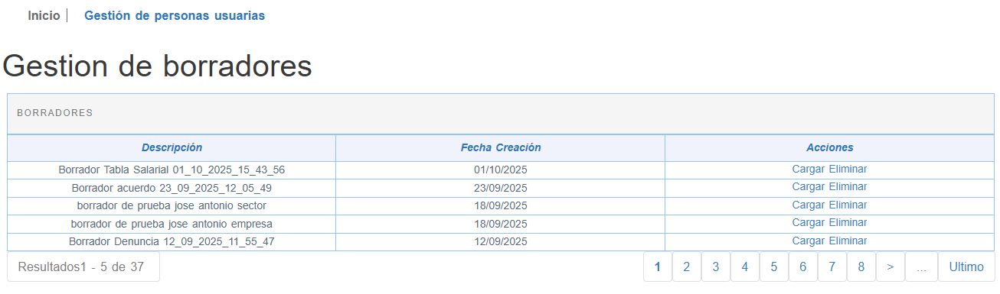 Inicio | Gestión de personas usuarias
Gestion de borradores
BORRADORES
Descripción Fecha Creación Acciones
Borrador Tabla Salarial 01_10_2025_15_43_56 01/10/2025 Cargar Eliminar
Borrador acuerdo 23_09_2025_12_05_49 23/09/2025 Cargar Eliminar
borrador de prueba jose antonio sector 18/09/2025 Cargar Eliminar
borrador de prueba jose antonio empresa 18/09/2025 Cargar Eliminar
Borrador Denuncia 12_09_2025_11_55_47 12/09/2025 Cargar Eliminar
Resultados1 - 5 de 37 1 2 3 4 5 6 7 8 > ... Ultimo